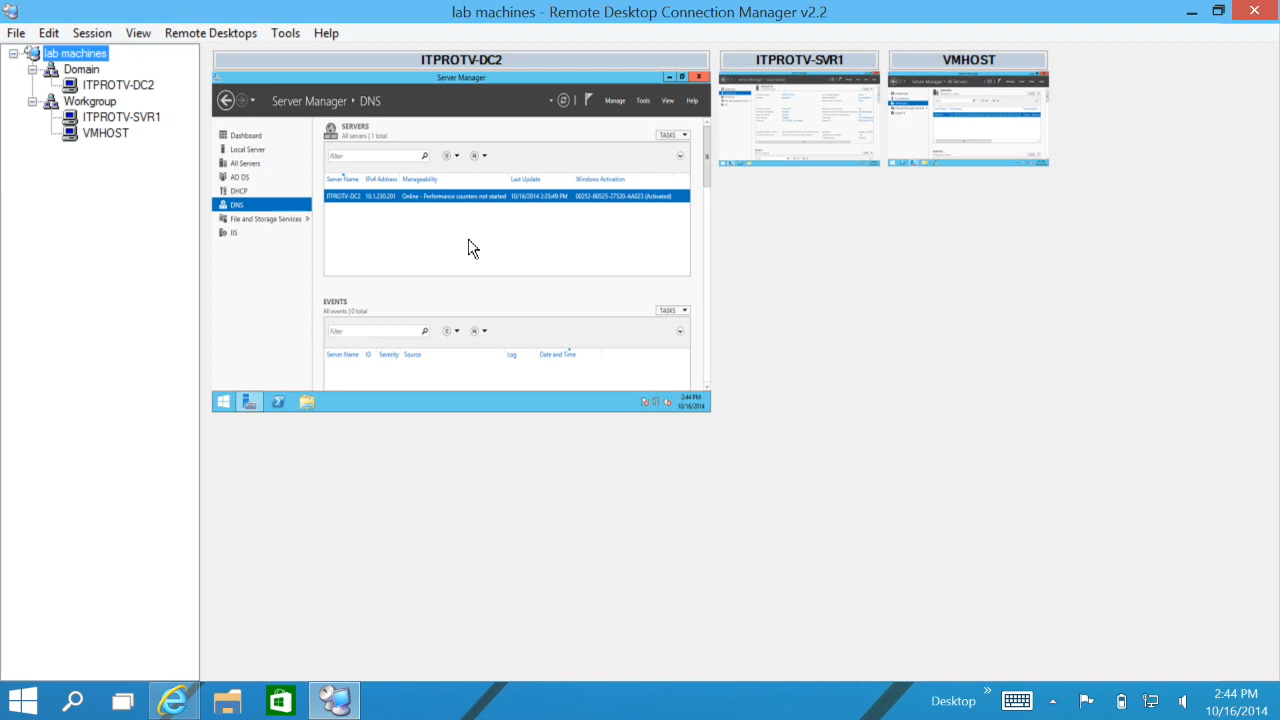 lab machines - Remote Desktop Connection Manager v2.2
File Edit Session View Remote Desktops Tools Help
lab machines
Domain
ITPROTV-DC2
Workgroup
ITPROTV-SVR1
VMHOST
ITPROTV-DC2
Server Manager
Server Manager • DNS
Manage Tools View Help
Dashboard
Local Server
All Servers
AD DS
DHCP
DNS
File and Storage Services
IIS
SERVERS
All servers | 1 total
TASKS
Filter
Server Name IPv4 Address Manageability Last Update Windows Activation
ITPROTV-DC2 10.1.230.201 Online - Performance counters not started 10/16/2014 2:35:49 PM 00252-80525-27520-AA023 (Activated)
EVENTS
All events | 0 total
TASKS
Filter
Server Name ID Severity Source Log Date and Time
2:44 PM
10/16/2014
ITPROTV-SVR1
VMHOST
Desktop
2:44 PM
10/16/2014